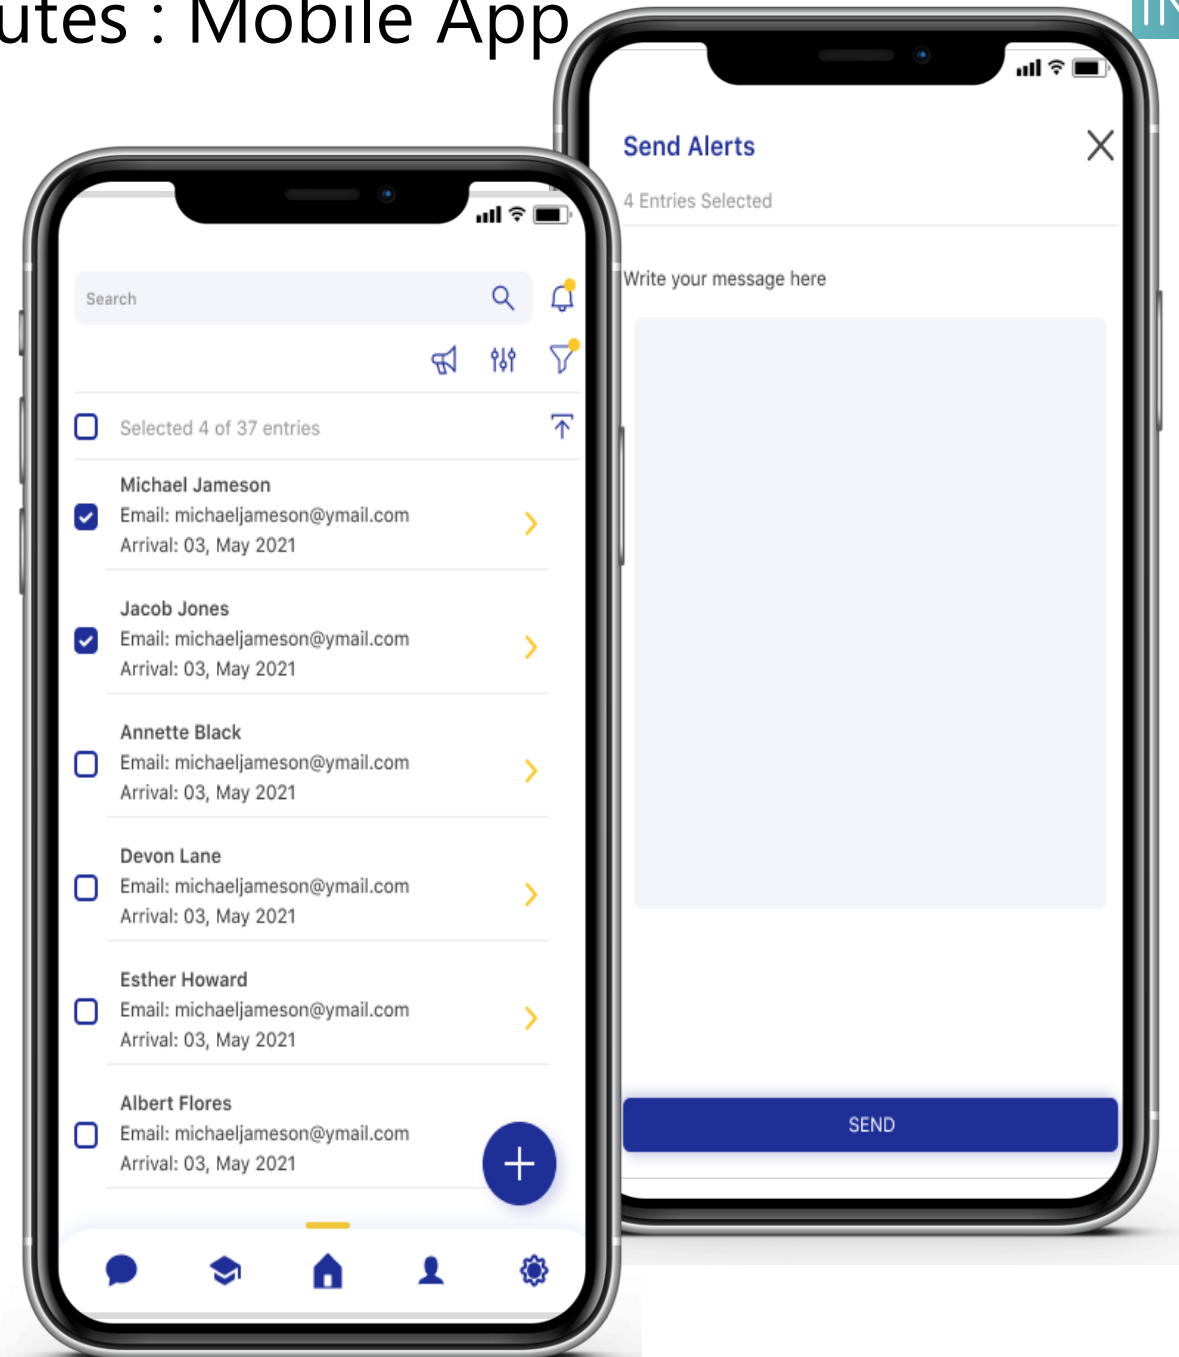 utes : Mobile App
IN
Search
Selected 4 of 37 entries
Michael Jameson
Email: michaeljameson@ymail.com
Arrival: 03, May 2021
Jacob Jones
Email: michaeljameson@ymail.com
Arrival: 03, May 2021
Annette Black
Email: michaeljameson@ymail.com
Arrival: 03, May 2021
Devon Lane
Email: michaeljameson@ymail.com
Arrival: 03, May 2021
Esther Howard
Email: michaeljameson@ymail.com
Arrival: 03, May 2021
Albert Flores
Email: michaeljameson@ymail.com
Arrival: 03, May 2021
Send Alerts
4 Entries Selected
Write your message here
SEND